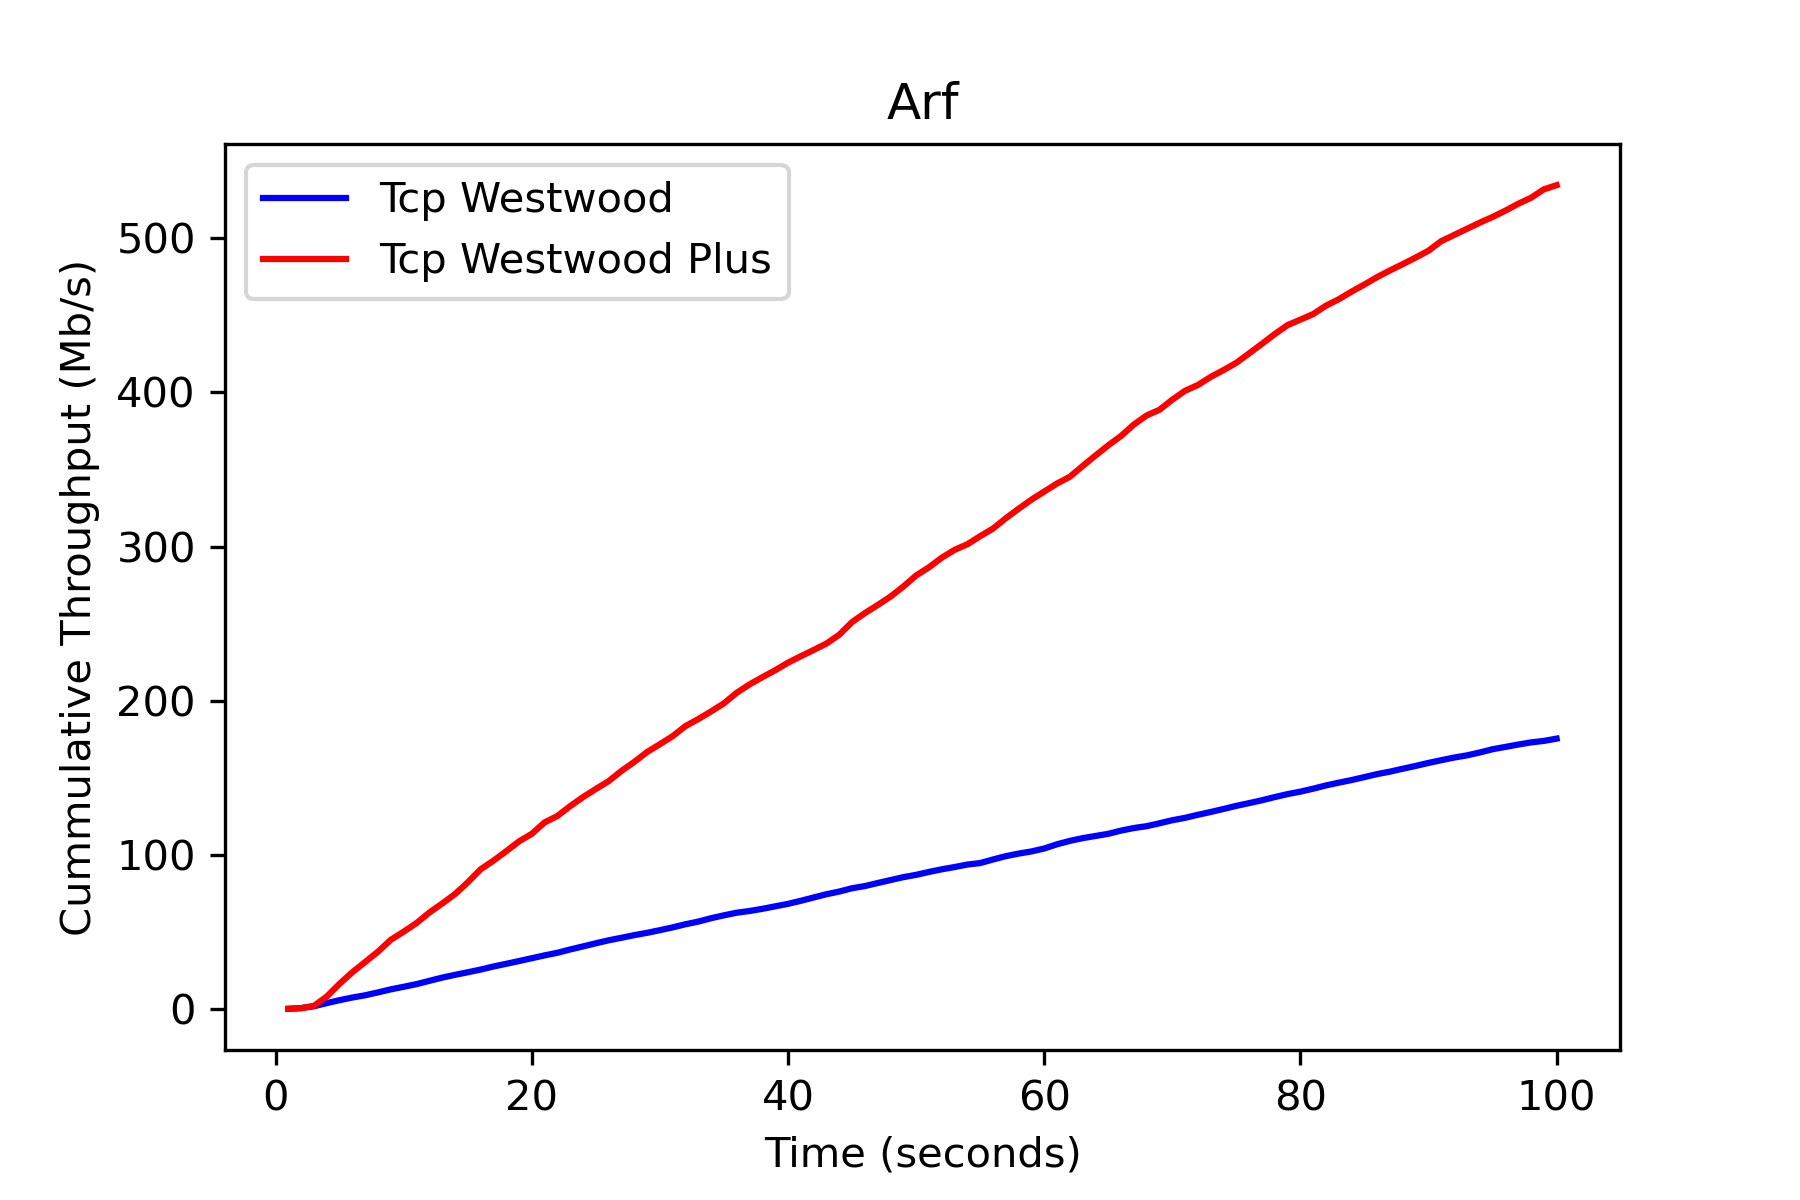 Arf
Tcp Westwood
Tcp Westwood Plus
Cummulative Throughput (Mb/s)
500
400
300
200
100
0
0 20 40 60 80 100
Time (seconds)